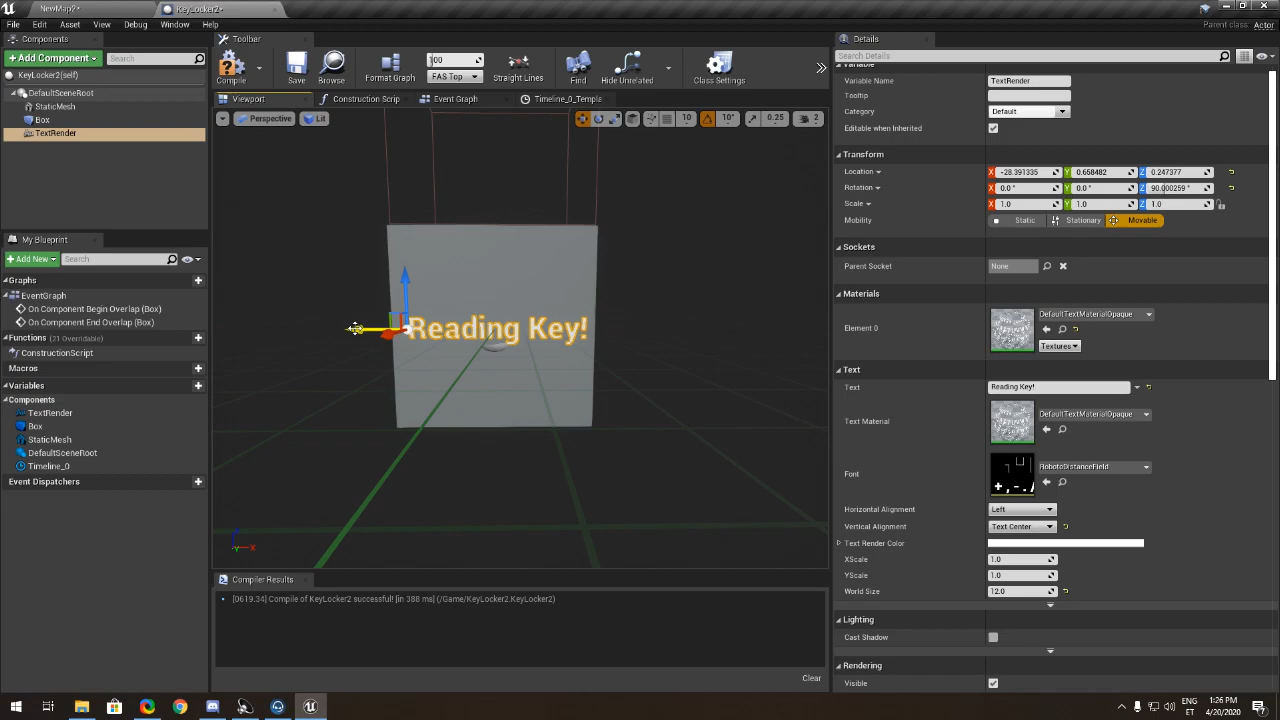 NewMap2*
KeyLocker2*
File Edit Asset View Debug Window Help
Parent class: Actor
Components
Toolbar
Details
Add Component
Search
Compile
Save
Browse
Format Graph
FAS Top
Straight Lines
Find
Hide Unrelated
Class Settings
Search Details
KeyLocker2(self)
DefaultSceneRoot
StaticMesh
Box
TextRender
Viewport
Construction Scrip
Event Graph
Timeline_0_Templa
Perspective
Lit
10
10°
0.25
2
Variable
Variable Name TextRender
Tooltip
Category Default
Editable when Inherited
Transform
Location X -28.391335 Y 0.658482 Z 0.247377
Rotation X 0.0 ° Y 0.0 ° Z 90.000259 °
Scale X 1.0 Y 1.0 Z 1.0
Mobility Static Stationary Movable
Sockets
Parent Socket None
Materials
Element 0
DefaultTextMaterialOpaque
Textures
Text
Text Reading Key!
Text Material
DefaultTextMaterialOpaque
Font
RobotoDistanceField
Horizontal Alignment Left
Vertical Alignment Text Center
Text Render Color
XScale 1.0
YScale 1.0
World Size 12.0
Lighting
Cast Shadow
Rendering
Visible
My Blueprint
Add New
Search
Graphs
EventGraph
On Component Begin Overlap (Box)
On Component End Overlap (Box)
Functions (21 Overridable)
ConstructionScript
Macros
Variables
Components
TextRender
Box
StaticMesh
DefaultSceneRoot
Timeline_0
Event Dispatchers
Reading Key!
X
Y
Compiler Results
[0619.34] Compile of KeyLocker2 successful! [in 388 ms] (/Game/KeyLocker2.KeyLocker2)
Clear
ENG
ET
1:26 PM
4/20/2020